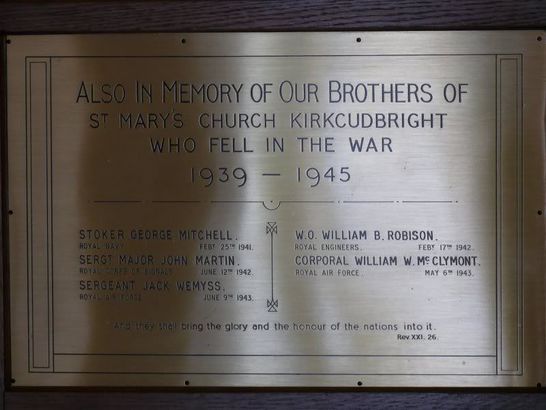 ALSO IN MEMORY OF OUR BROTHERS OF
ST MARY'S CHURCH KIRKCUDBRIGHT
WHO FELL IN THE WAR
1939 — 1945
STOKER GEORGE MITCHELL.
ROYAL NAVY. FEBY 25TH 1941.
SERGT MAJOR JOHN MARTIN.
ROYAL CORPS OF SIGNALS. JUNE 12TH 1942.
SERGEANT JACK WEMYSS.
ROYAL AIR FORCE. JUNE 9TH 1943.
W.O. WILLIAM B. ROBISON.
ROYAL ENGINEERS. FEBY 17TH 1942.
CORPORAL WILLIAM W. MCCLYMONT.
ROYAL AIR FORCE. MAY 6TH 1943.
And they shall bring the glory and the honour of the nations into it.
Rev. XXI. 26.